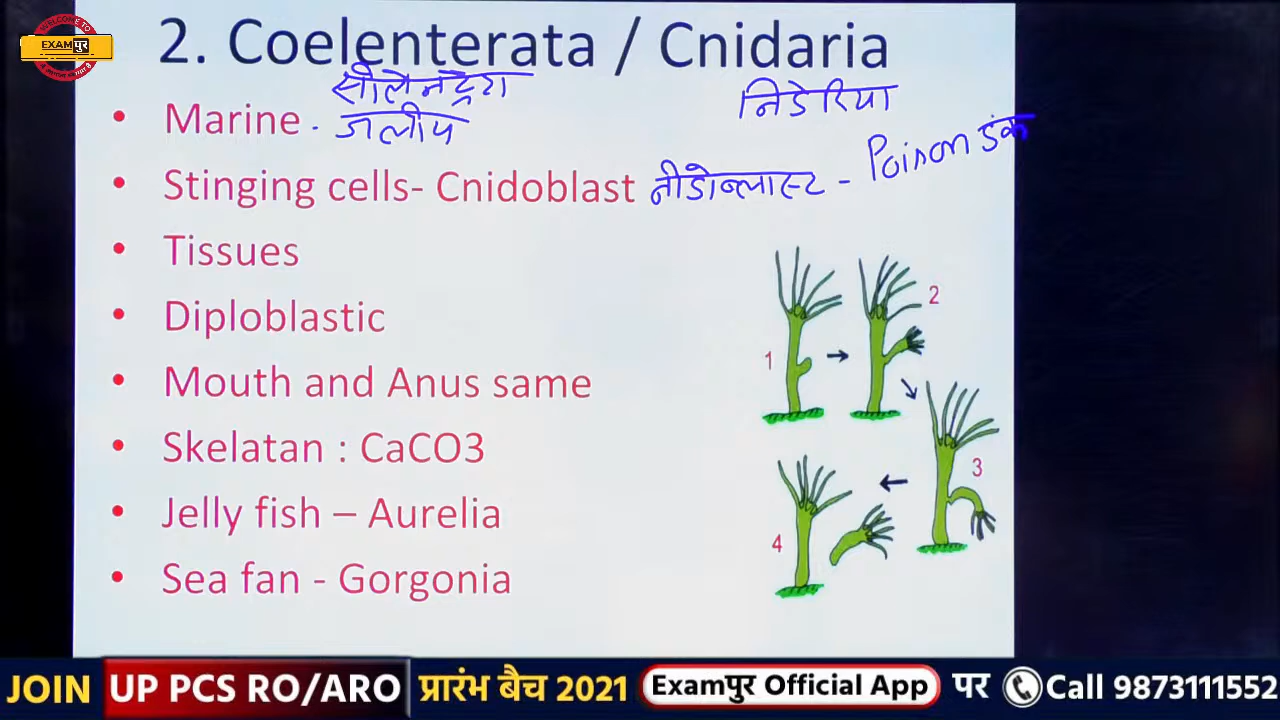 WELCOME TO
EXAMपुर
2. Coelenterata / Cnidaria
सीलेनट्रेटा
निडेरिया
• Marine - जलीय
• Stinging cells- Cnidoblast नीडोब्लास्ट - Poison डंक
• Tissues
• Diploblastic
• Mouth and Anus same
• Skelatan : CaCO3
• Jelly fish – Aurelia
• Sea fan - Gorgonia
1
2
3
4
JOIN UP PCS RO/ARO प्रारंभ बैच 2021 Examपुर Official App पर Call 9873111552